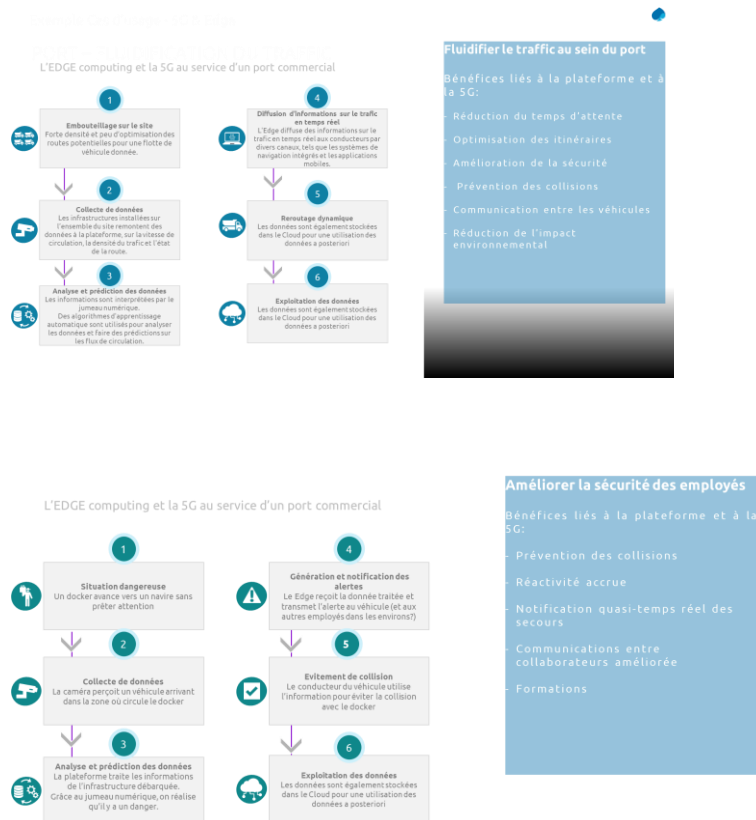 L'EDGE computing et la 5G au service d'un port commercial
1
Embouteillage sur le site
Forte densité et peu d'optimisation des
routes potentielles pour une flotte de
véhicule donnée.
2
Collecte de données
Les infrastructures installées sur
l'ensemble du site remontent des
données à la plateforme, sur la vitesse de
circulation, la densité du trafic et l'état
de la route.
3
Analyse et prédiction des données
Les informations sont interprétées par le
jumeau numérique.
Des algorithmes d'apprentissage
automatique sont utilisés pour analyser
les données et faire des prédictions sur
les flux de circulation.
4
Diffusion d'informations sur le trafic
en temps réel
L'Edge diffuse des informations sur le
trafic en temps réel aux conducteurs par
divers canaux, tels que les systèmes de
navigation intégrés et les applications
mobiles.
5
Reroutage dynamique
Les données sont également stockées
dans le Cloud pour une utilisation des
données a posteriori
6
Exploitation des données
Les données sont également stockées
dans le Cloud pour une utilisation des
données a posteriori
Fluidifier le traffic au sein du port
Bénéfices liés à la plateforme et à
la 5G:
- Réduction du temps d'attente
- Optimisation des itinéraires
- Amélioration de la sécurité
- Prévention des collisions
- Communication entre les véhicules
- Réduction de l'impact
environnemental
L'EDGE computing et la 5G au service d'un port commercial
1
Situation dangereuse
Un docker avance vers un navire sans
prêter attention
2
Collecte de données
La caméra perçoit un véhicule arrivant
dans la zone où circule le docker
3
Analyse et prédiction des données
La plateforme traite les informations
de l'infrastructure débarquée.
Grâce au jumeau numérique, on réalise
qu'il y a un danger.
4
Génération et notification des
alertes
Le Edge reçoit la donnée traitée et
transmet l'alerte au véhicule (et aux
autres employés dans les environs?)
5
Evitement de collision
Le conducteur du véhicule utilise
l'information pour éviter la collision
avec le docker
6
Exploitation des données
Les données sont également stockées
dans le Cloud pour une utilisation des
données a posteriori
Améliorer la sécurité des employés
Bénéfices liés à la plateforme et à la
5G:
- Prévention des collisions
- Réactivité accrue
- Notification quasi-temps réel des
secours
- Communications entre
collaborateurs améliorée
- Formations